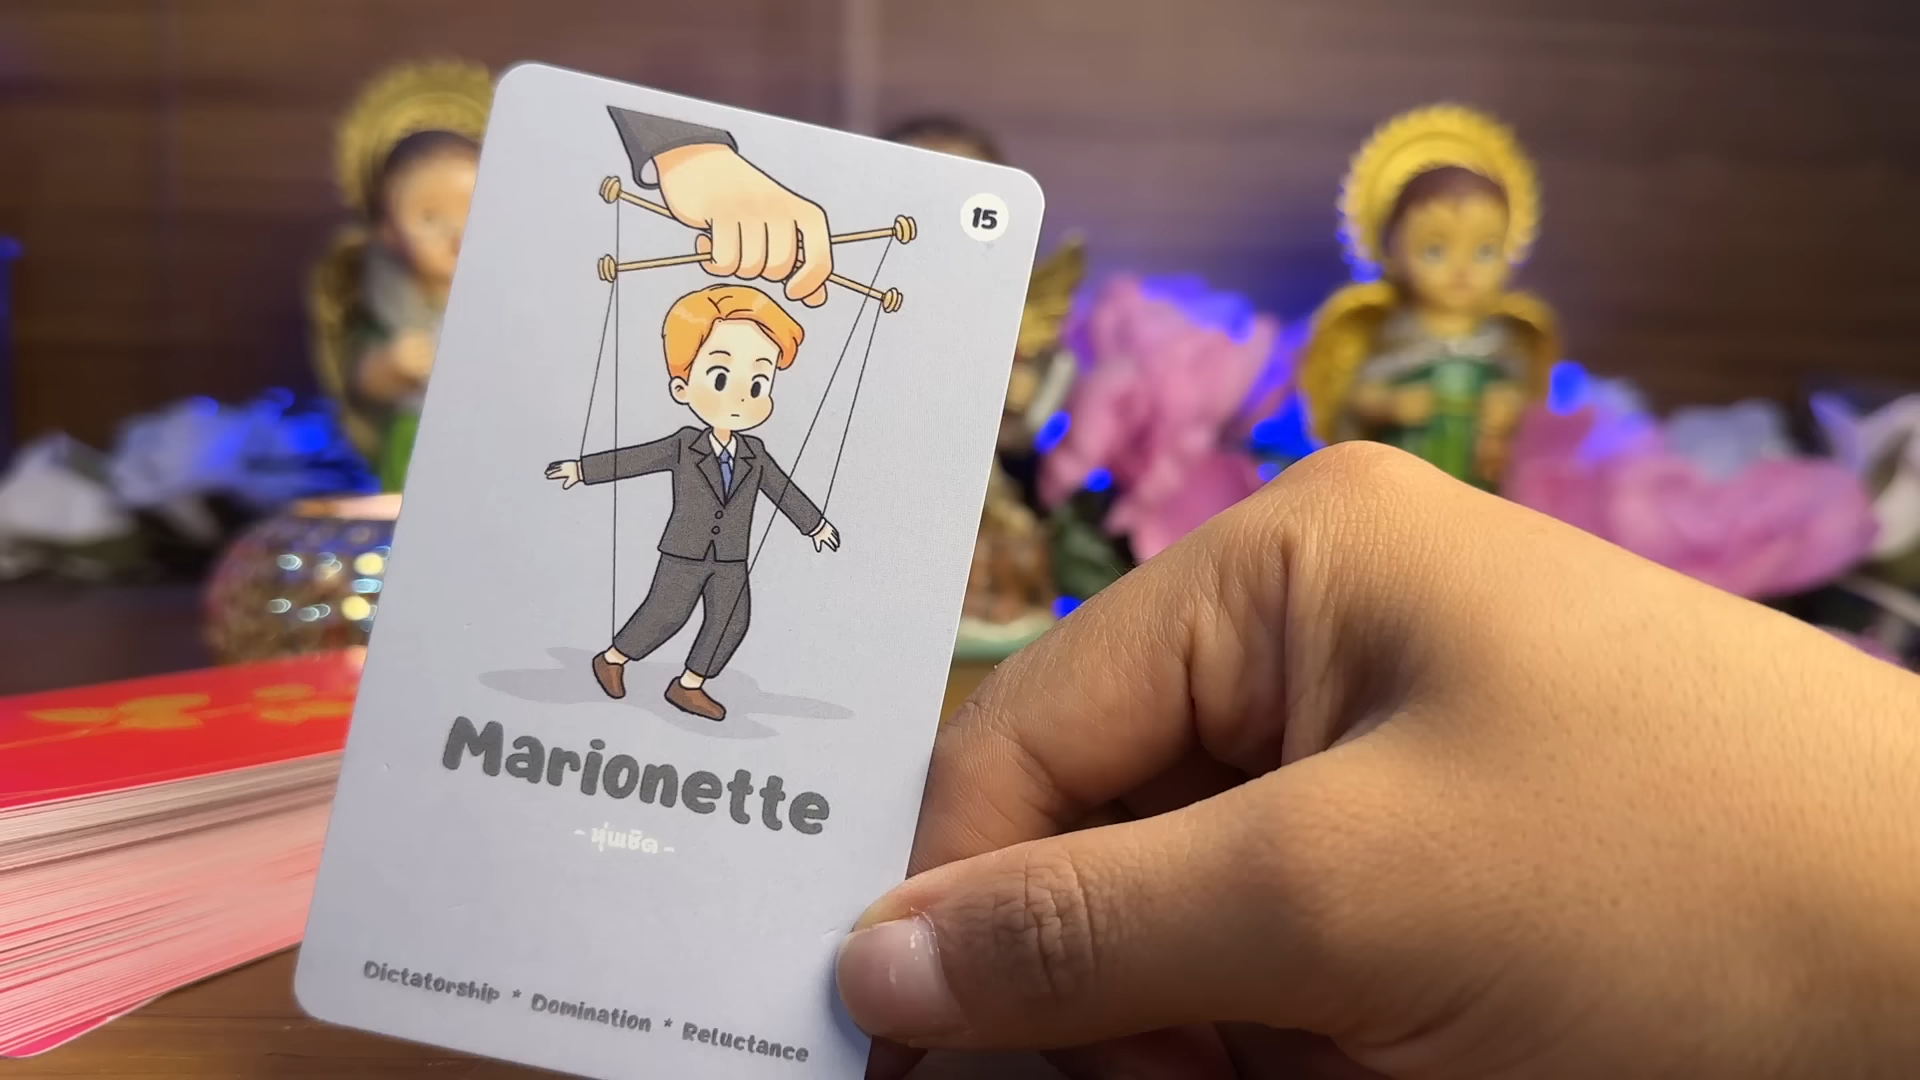 15
Marionette
- หุ่นเชิด -
Dictatorship * Domination * Reluctance